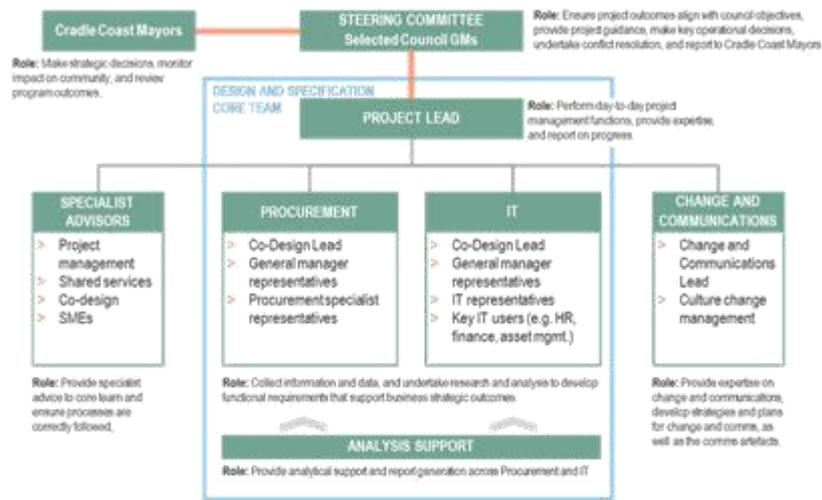 Cradle Coast Mayors
STEERING COMMITTEE
Selected Council GMs
Role: Ensure project outcomes align with council objectives,
provide project guidance, make key operational decisions,
undertake conflict resolution, and report to Cradle Coast Mayors
Role: Make strategic decisions, monitor
impact on community, and review
program outcomes.
DESIGN AND SPECIFICATION
CORE TEAM
PROJECT LEAD
Role: Perform day-to-day project
management functions, provide expertise,
and report on progress.
SPECIALIST
ADVISORS
> Project
management
> Shared services
> Co-design
> SMEs
PROCUREMENT
> Co-Design Lead
> General manager
representatives
> Procurement specialist
representatives
IT
> Co-Design Lead
> General manager
representatives
> IT representatives
> Key IT users (e.g. HR,
finance, asset mgmt.)
CHANGE AND
COMMUNICATIONS
> Change and
Communications
Lead
> Culture change
management
Role: Provide specialist
advice to core team and
ensure processes are
correctly followed,
Role: Collect information and data, and undertake research and analysis to develop
functional requirements that support business strategic outcomes.
Role: Provide expertise on
change and communications,
develop strategies and plans
for change and comms, as
well as the comms artefacts.
ANALYSIS SUPPORT
Role: Provide analytical support and report generation across Procurement and IT